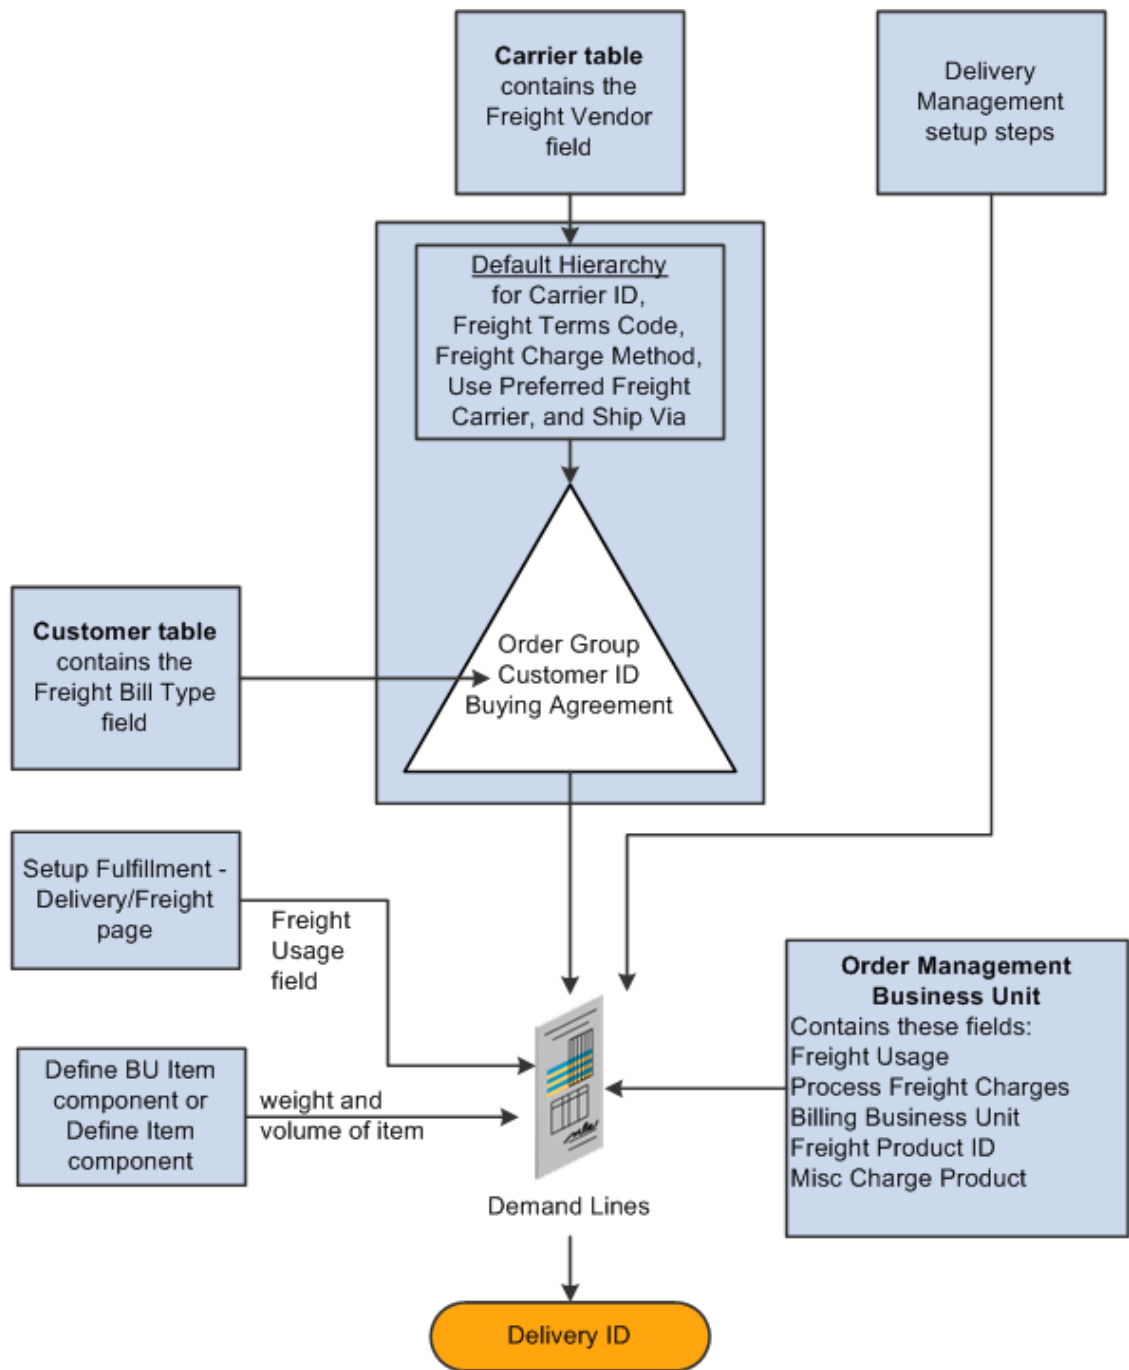 Carrier table
contains the
Freight Vendor
field
Delivery
Management
setup steps
Default Hierarchy
for Carrier ID,
Freight Terms Code,
Freight Charge Method,
Use Preferred Freight
Carrier, and Ship Via
Customer table
contains the
Freight Bill Type
field
Order Group
Customer ID
Buying Agreement
Setup Fulfillment -
Delivery/Freight
page
Freight
Usage
field
Order Management
Business Unit
Contains these fields:
Freight Usage
Process Freight Charges
Billing Business Unit
Freight Product ID
Misc Charge Product
Define BU Item
component or
Define Item
component
weight and
volume of item
Demand Lines
Delivery ID